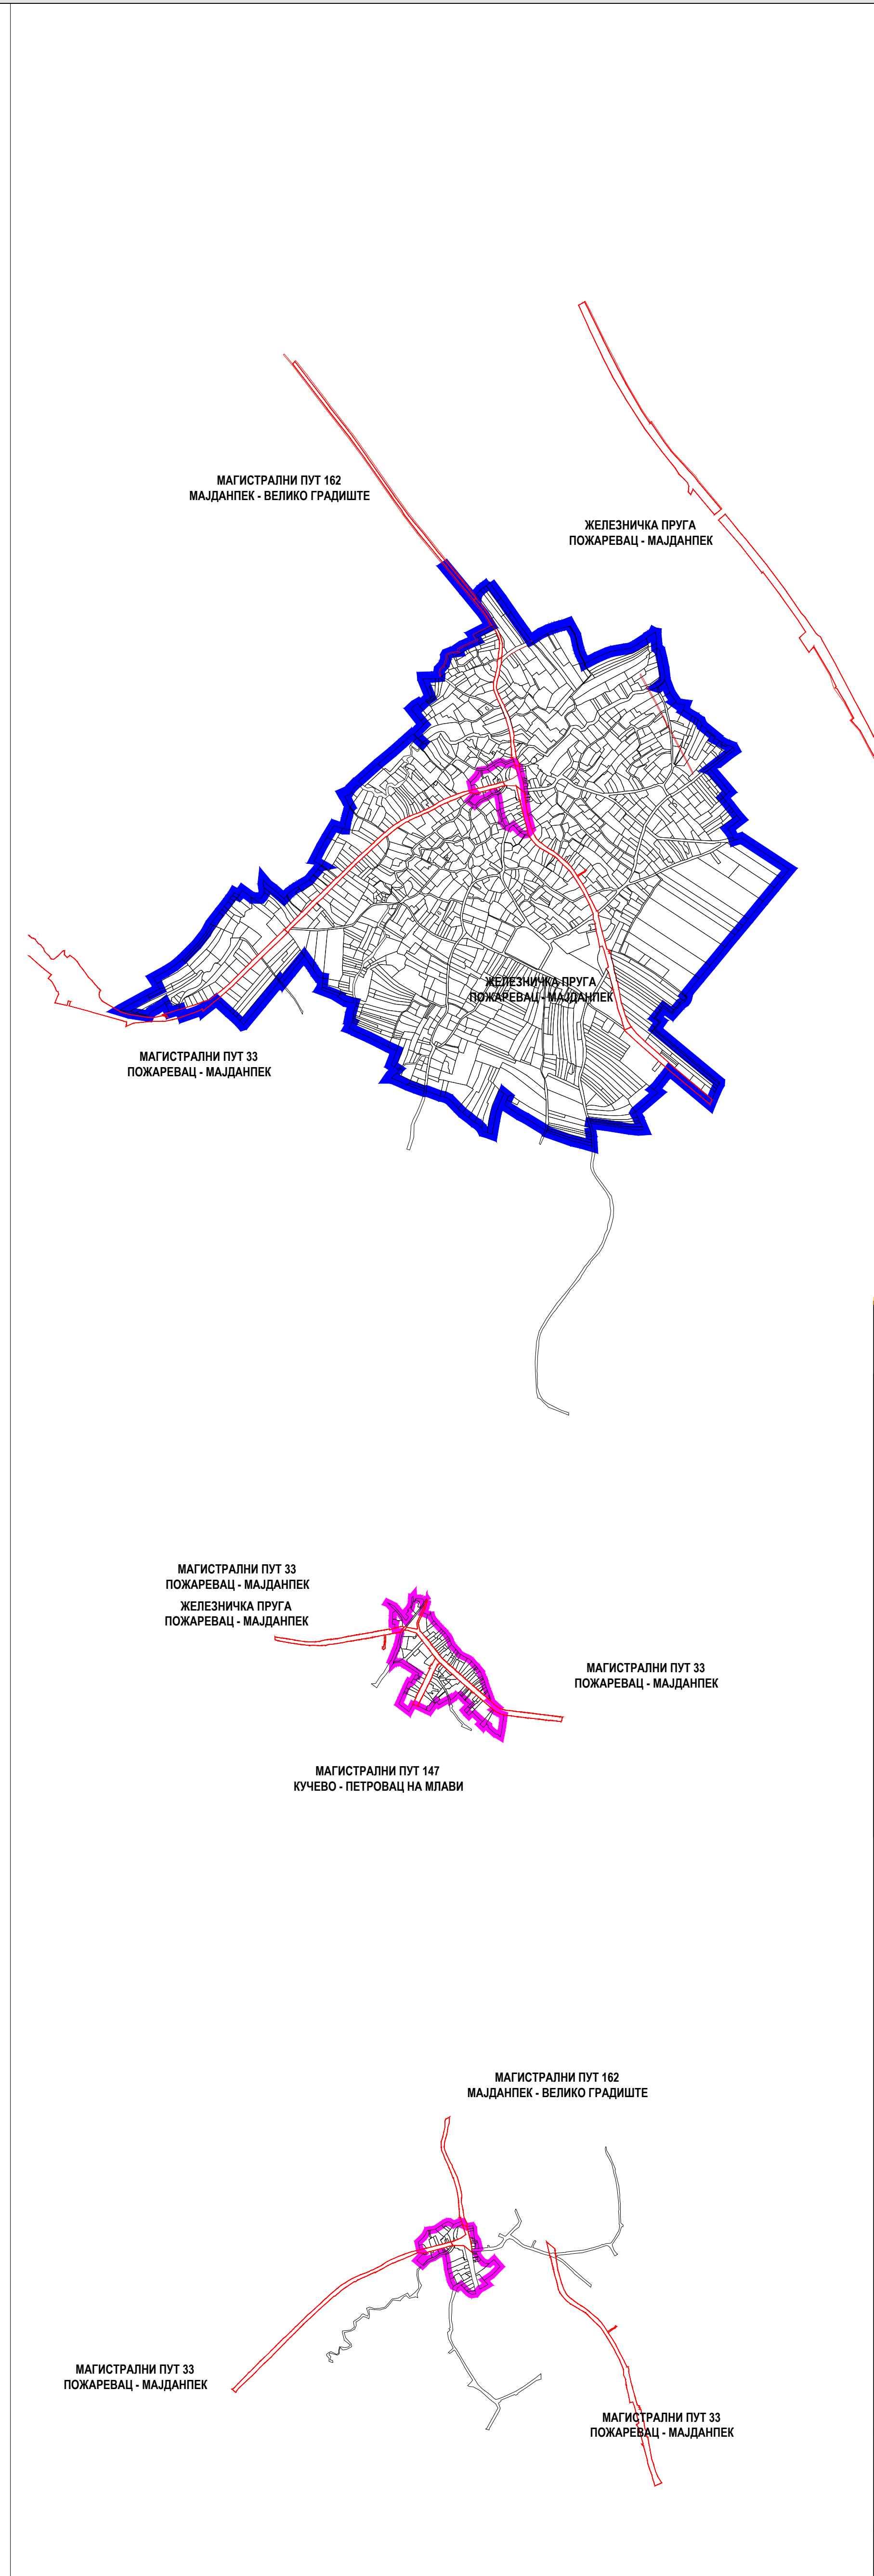 МАГИСТРАЛНИ ПУТ 162
МАЈДАНПЕК - ВЕЛИКО ГРАДИШТЕ
ЖЕЛЕЗНИЧКА ПРУГА
ПОЖАРЕВАЦ - МАЈДАНПЕК
ЖЕЛЕЗНИЧКА ПРУГА
ПОЖАРЕВАЦ - МАЈДАНПЕК
МАГИСТРАЛНИ ПУТ 33
ПОЖАРЕВАЦ - МАЈДАНПЕК
МАГИСТРАЛНИ ПУТ 33
ПОЖАРЕВАЦ - МАЈДАНПЕК
ЖЕЛЕЗНИЧКА ПРУГА
ПОЖАРЕВАЦ - МАЈДАНПЕК
МАГИСТРАЛНИ ПУТ 33
ПОЖАРЕВАЦ - МАЈДАНПЕК
МАГИСТРАЛНИ ПУТ 147
КУЧЕВО - ПЕТРОВАЦ НА МЛАВИ
МАГИСТРАЛНИ ПУТ 162
МАЈДАНПЕК - ВЕЛИКО ГРАДИШТЕ
МАГИСТРАЛНИ ПУТ 33
ПОЖАРЕВАЦ - МАЈДАНПЕК
МАГИСТРАЛНИ ПУТ 33
ПОЖАРЕВАЦ - МАЈДАНПЕК